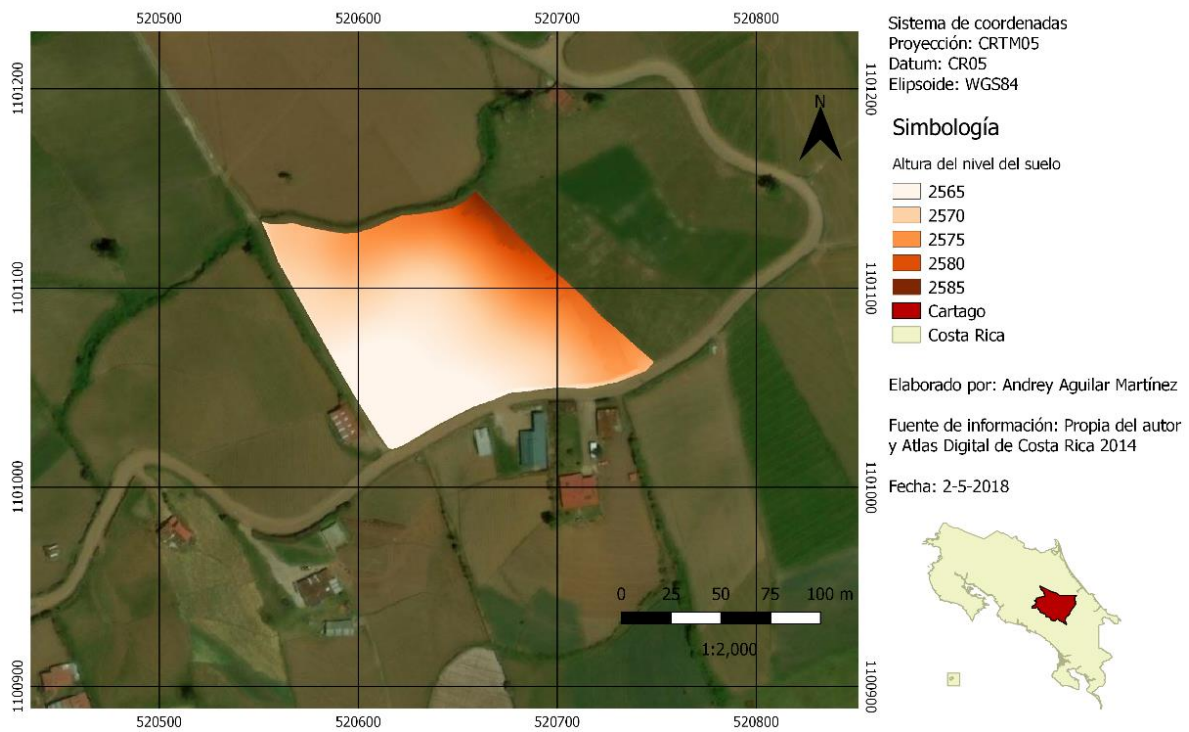 520500
520600
520700
520800
1101200
1101200
N
1101100
1101100
1101000
1101000
0 25 50 75 100 m
1:2,000
1100900
1100900
520500
520600
520700
520800
Sistema de coordenadas
Proyección: CRTM05
Datum: CR05
Elipsoide: WGS84
Simbología
Altura del nivel del suelo
2565
2570
2575
2580
2585
Cartago
Costa Rica
Elaborado por: Andrey Aguilar Martínez
Fuente de información: Propia del autor
y Atlas Digital de Costa Rica 2014
Fecha: 2-5-2018